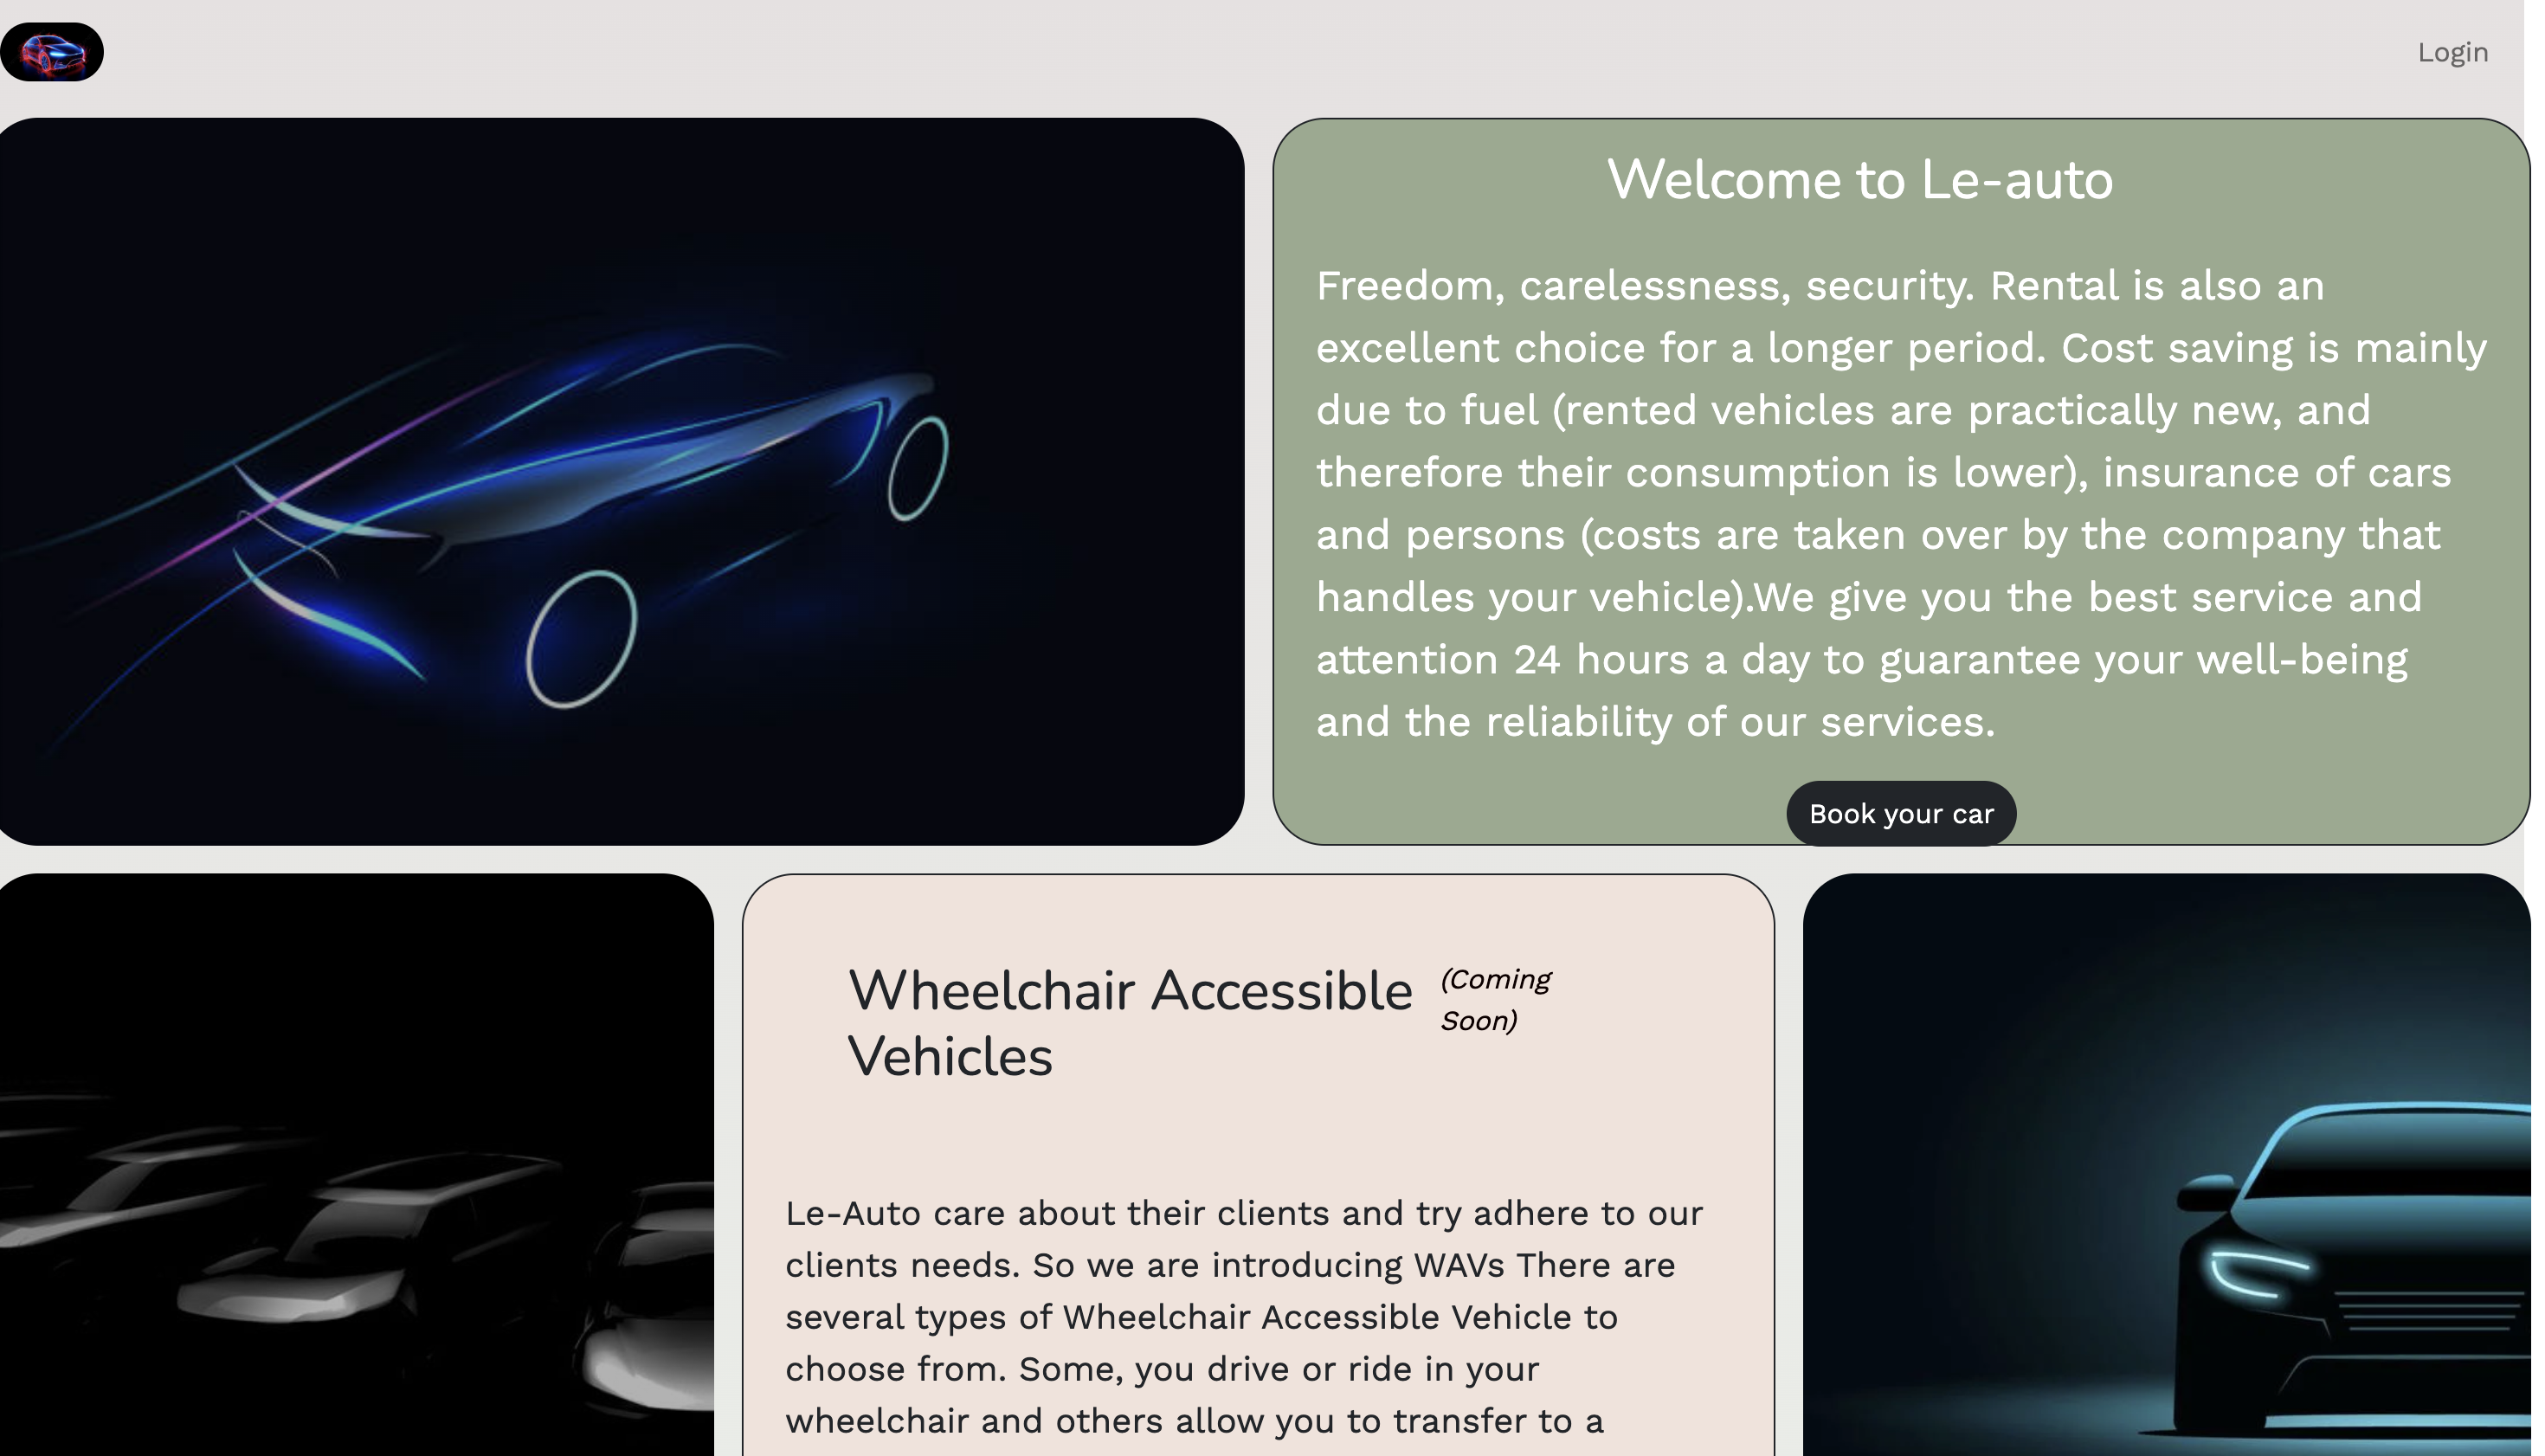 Login
Welcome to Le-auto
Freedom, carelessness, security. Rental is also an
excellent choice for a longer period. Cost saving is mainly
due to fuel (rented vehicles are practically new, and
therefore their consumption is lower), insurance of cars
and persons (costs are taken over by the company that
handles your vehicle).We give you the best service and
attention 24 hours a day to guarantee your well-being
and the reliability of our services.
Book your car
Wheelchair Accessible
Vehicles
(Coming
Soon)
Le-Auto care about their clients and try adhere to our
clients needs. So we are introducing WAVs There are
several types of Wheelchair Accessible Vehicle to
choose from. Some, you drive or ride in your
wheelchair and others allow you to transfer to a